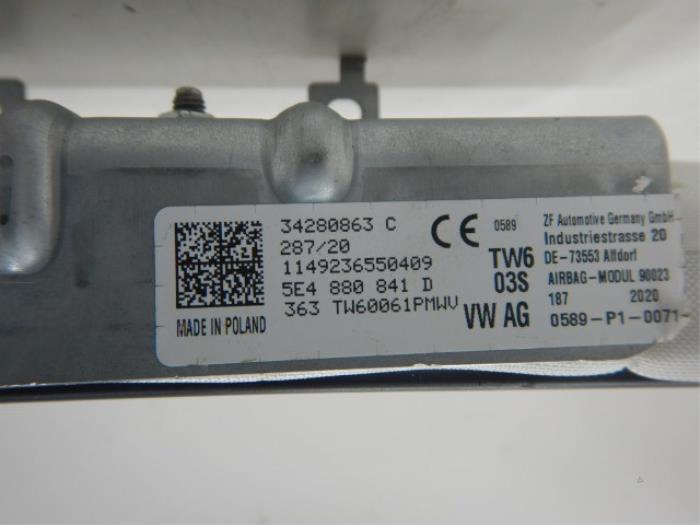 34280863 C
287/20
1149236550409
5E4 880 841 D
363 TW60061PMWV
MADE IN POLAND
CE 0589
TW6
03S
VW AG
ZF Automotive Germany GmbH
Industriestrasse 20
DE-73553 Alfdorf
AIRBAG-MODUL 90823
187 2020
0589-P1-0071-